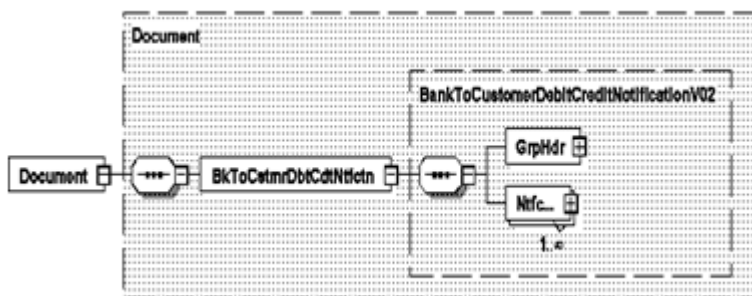 Document
BankToCustomerDebitCreditNotificationV02
GrpHdr
Document
BkToCstmrDbtCdtNtfctn
Ntfc...
1..∞